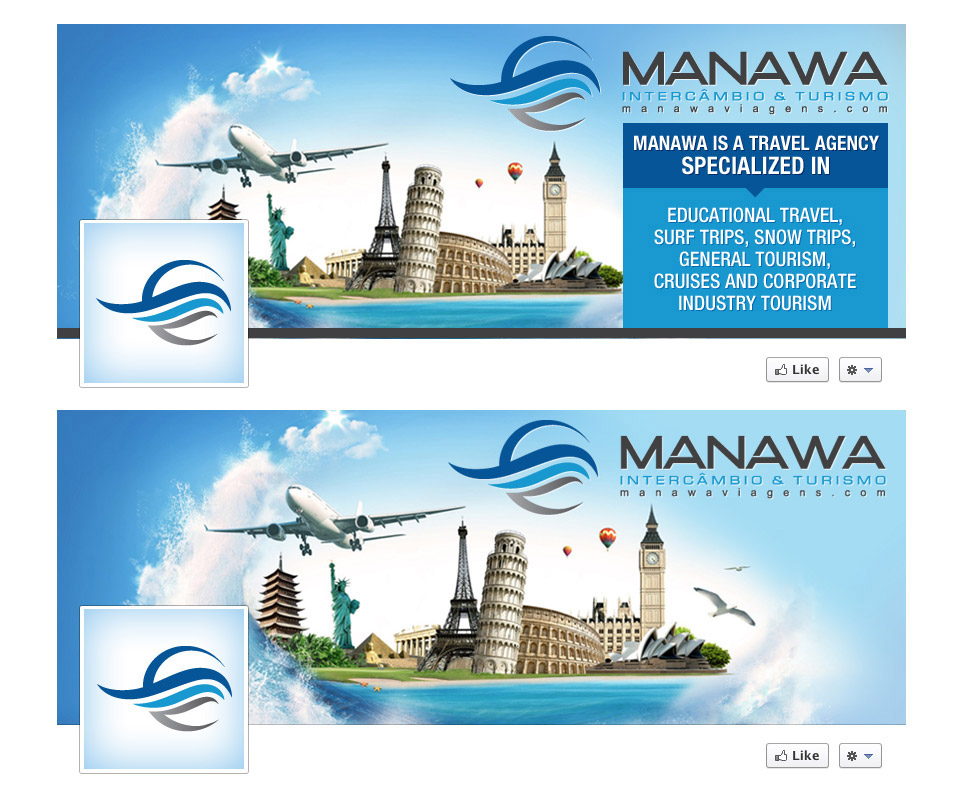 MANAWA
INTERCÂMBIO & TURISMO
manawaviagens.com
MANAWA IS A TRAVEL AGENCY
SPECIALIZED IN
EDUCATIONAL TRAVEL,
SURF TRIPS, SNOW TRIPS,
GENERAL TOURISM,
CRUISES AND CORPORATE
INDUSTRY TOURISM
Like
MANAWA
INTERCÂMBIO & TURISMO
manawaviagens.com
Like